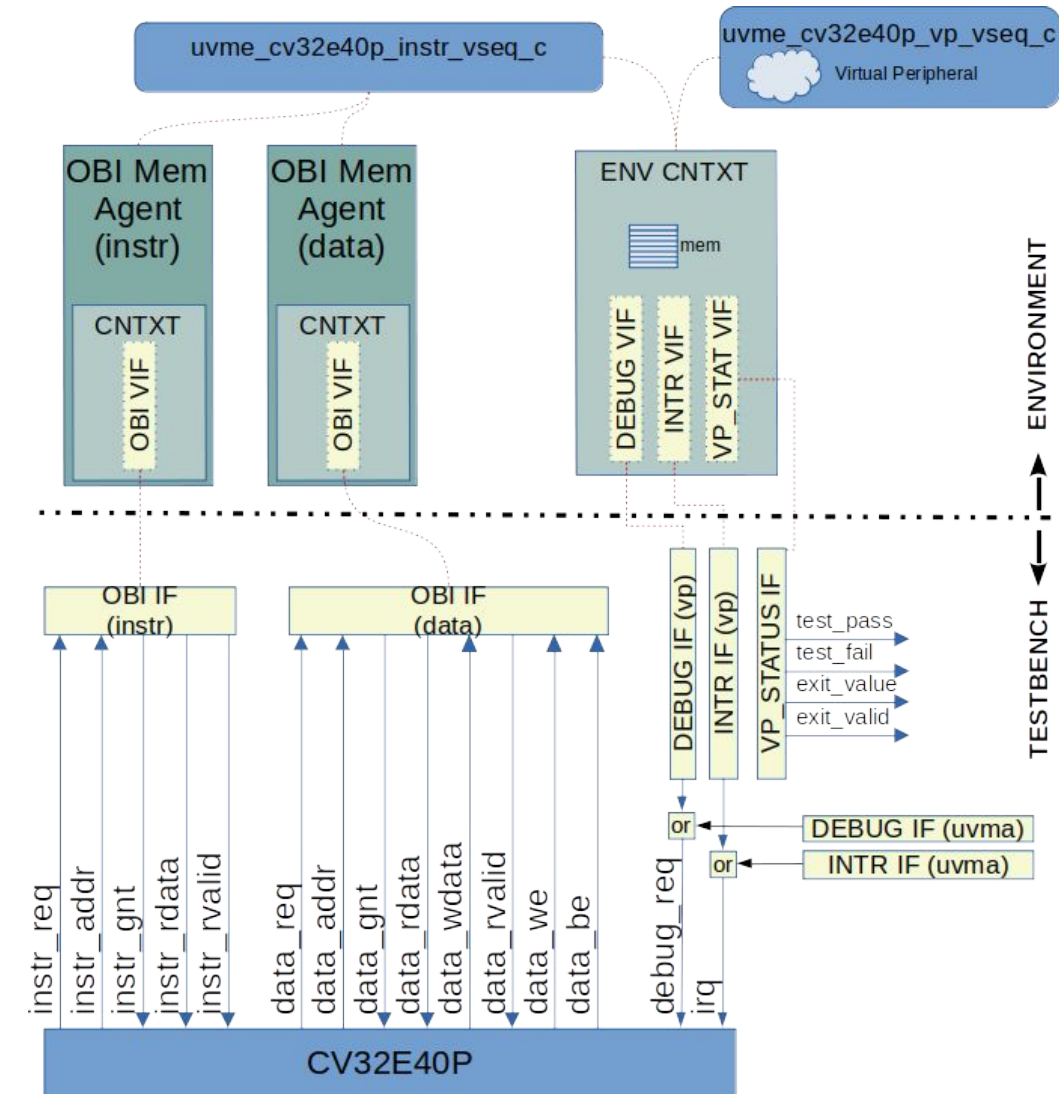 uvme_cv32e40p_instr_vseq_c
uvme_cv32e40p_vp_vseq_c
Virtual Peripheral
OBI Mem
Agent
(instr)
CNTXT
OBI VIF
OBI Mem
Agent
(data)
CNTXT
OBI VIF
ENV CNTXT
mem
DEBUG VIF
INTR VIF
VP_STAT VIF
ENVIRONMENT
TESTBENCH
OBI IF
(instr)
OBI IF
(data)
DEBUG IF (vp)
INTR IF (vp)
VP_STATUS IF
test_pass
test_fail
exit_value
exit_valid
or
DEBUG IF (uvma)
or
INTR IF (uvma)
instr_req
instr_addr
instr_gnt
instr_rdata
instr_rvalid
data_req
data_addr
data_gnt
data_rdata
data_wdata
data_rvalid
data_we
data_be
debug_req
irq
CV32E40P